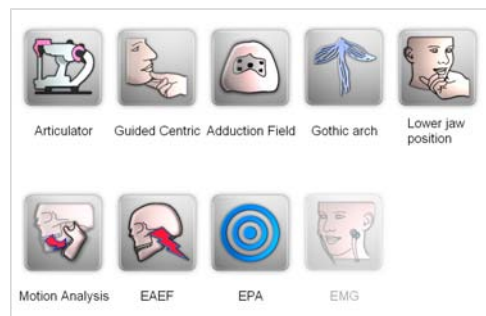 Articulator
Guided Centric
Adduction Field
Gothic arch
Lower jaw
position
Motion Analysis
EAEF
EPA
EMG